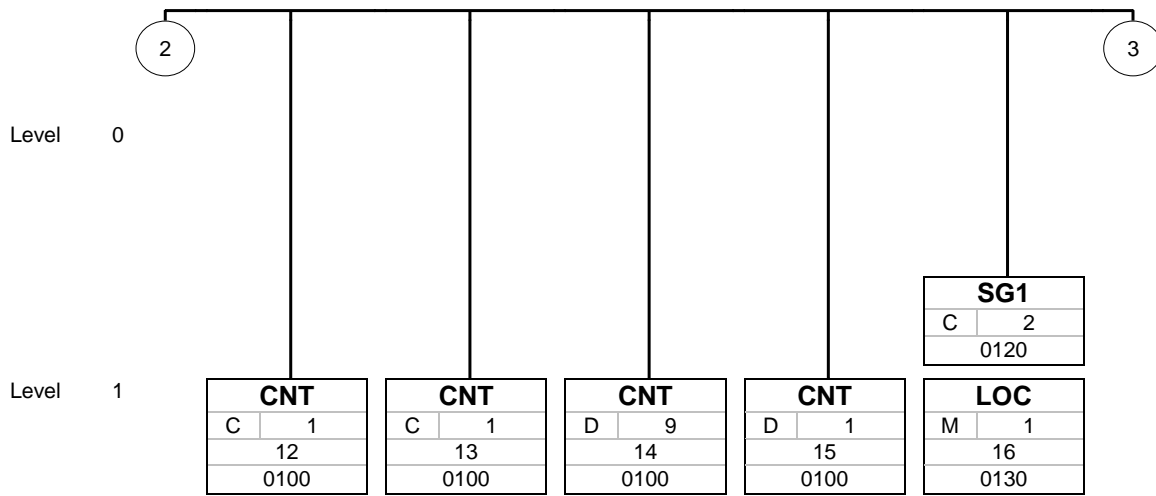 2 3
Level 0
SG1
C 2
0120
Level 1
CNT CNT CNT CNT LOC
C 1 C 1 D 9 D 1 M 1
12 13 14 15 16
0100 0100 0100 0100 0130